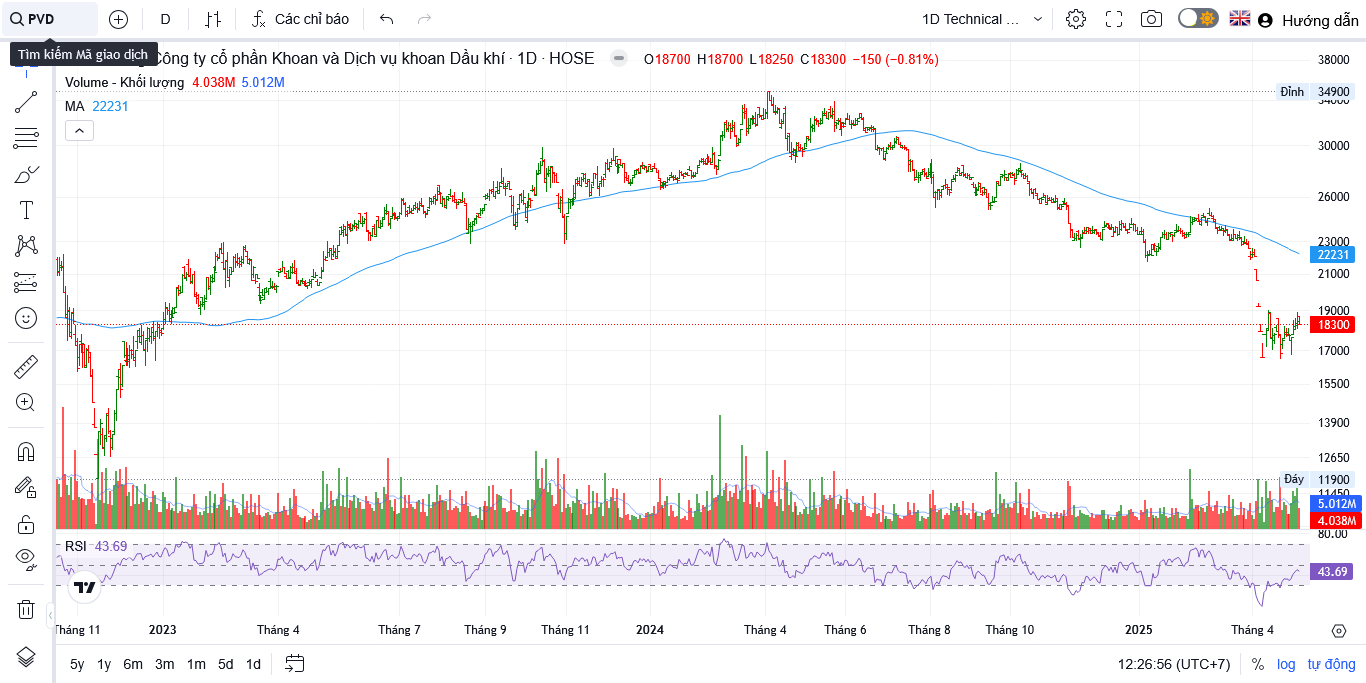 PVD
D
Các chỉ báo
1D Technical ...
Hướng dẫn
Tìm kiếm Mã giao dịch
Công ty cổ phần Khoan và Dịch vụ khoan Dầu khí · 1D · HOSE
O18700 H18700 L18250 C18300 −150 (−0.81%)
Volume - Khối lượng 4.038M 5.012M
MA 22231
38000
Đỉnh 34900
34000
30000
26000
23000
22231
21000
19000
18300
17000
15500
13900
12650
Đáy 11900
11450
5.012M
4.038M
80.00
RSI 43.69
43.69
Tháng 11 2023 Tháng 4 Tháng 7 Tháng 9 Tháng 11 2024 Tháng 4 Tháng 6 Tháng 8 Tháng 10 2025 Tháng 4
5y 1y 6m 3m 1m 5d 1d
12:26:56 (UTC+7) % log tự động